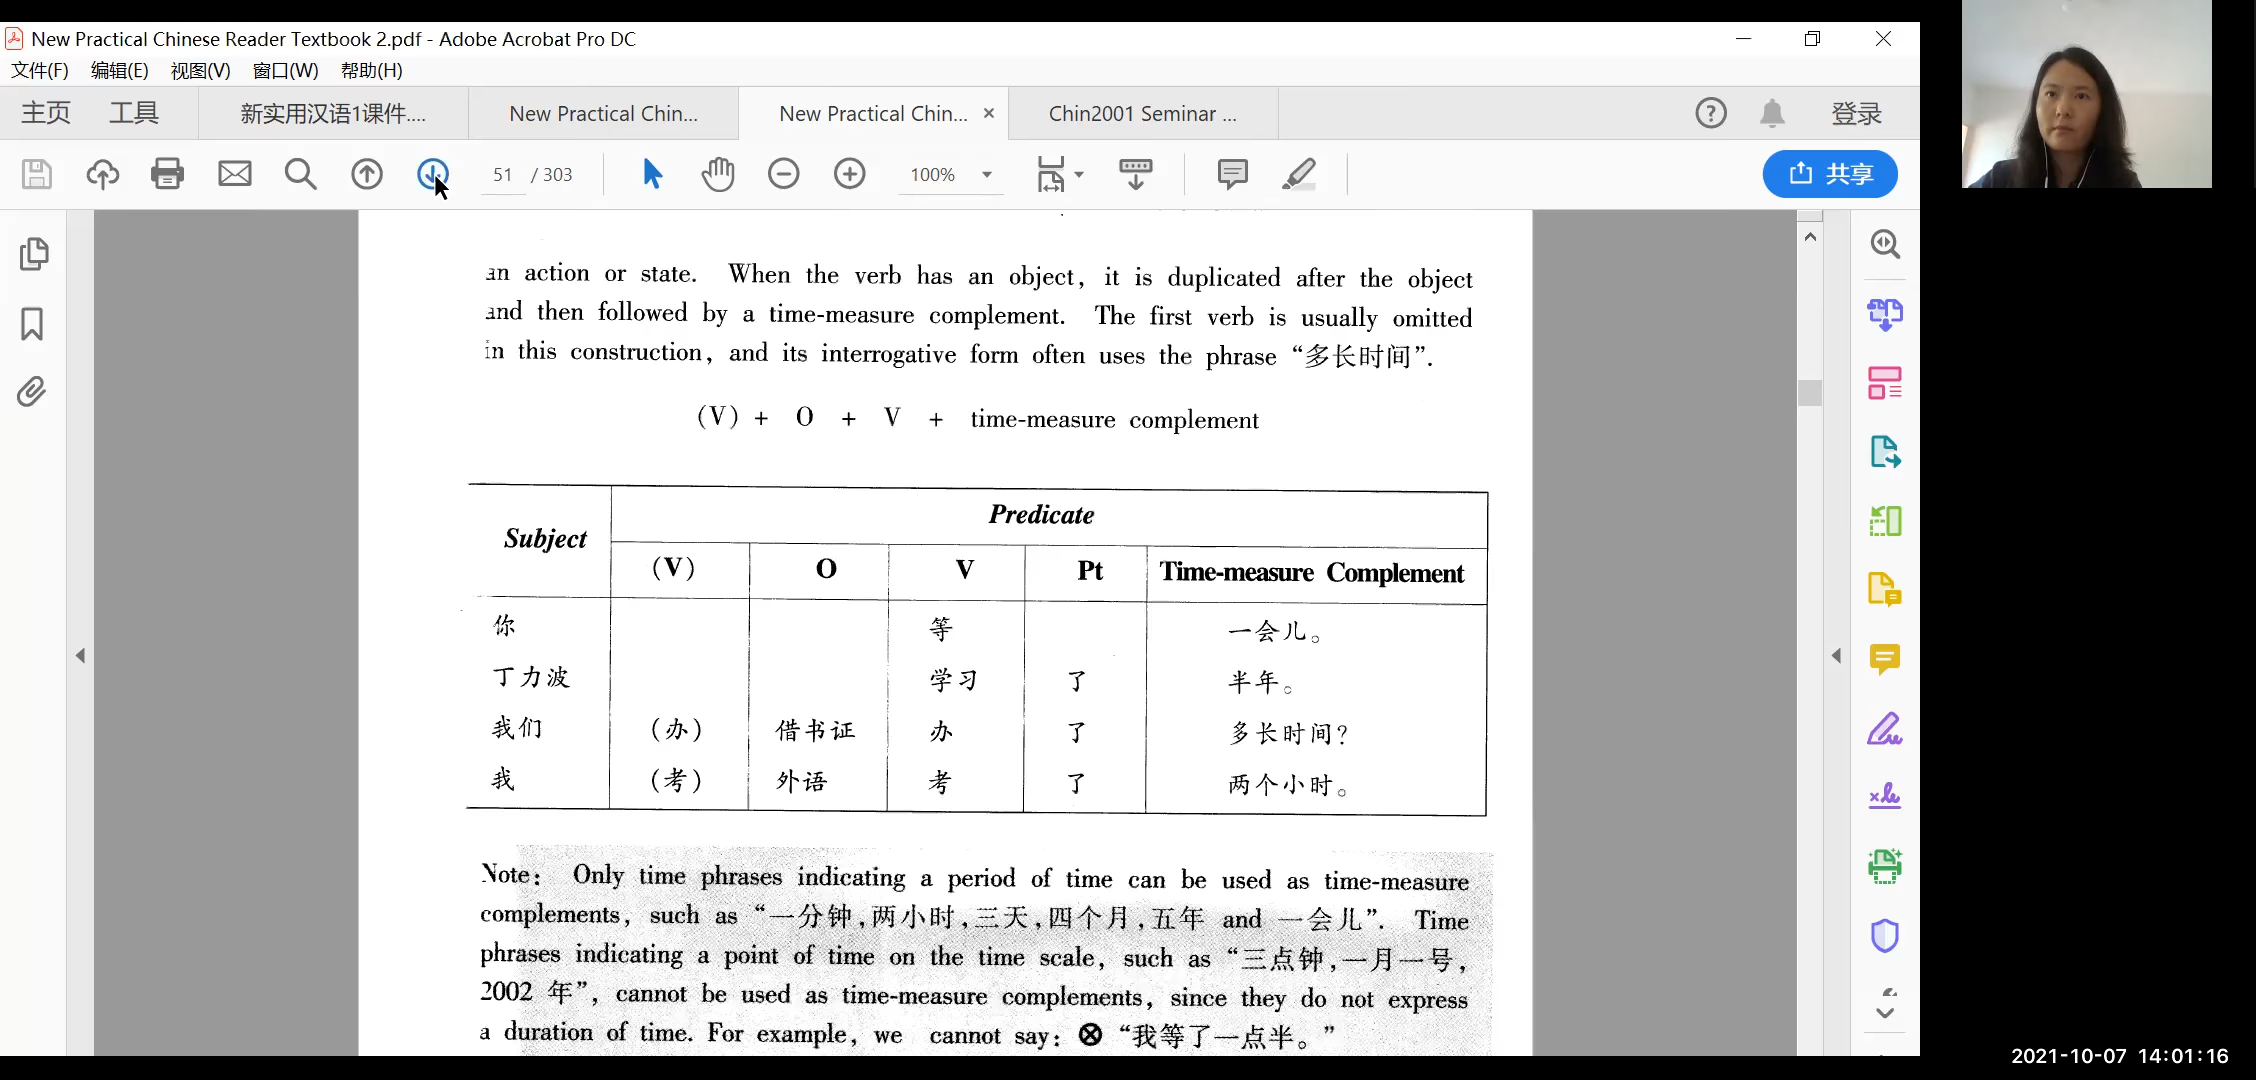 New Practical Chinese Reader Textbook 2.pdf - Adobe Acrobat Pro DC
文件(F) 编辑(E) 视图(V) 窗口(W) 帮助(H)
主页 工具 新实用汉语1课件.... New Practical Chin... New Practical Chin... × Chin2001 Seminar ... 登录
51 / 303 100% 共享
an action or state. When the verb has an object, it is duplicated after the object
and then followed by a time-measure complement. The first verb is usually omitted
in this construction, and its interrogative form often uses the phrase “多长时间”.
(V) + O + V + time-measure complement
Predicate
Subject
(V) O V Pt Time-measure Complement
你 等 一会儿。
丁力波 学习 了 半年。
我们 (办) 借书证 办 了 多长时间?
我 (考) 外语 考 了 两个小时。
Note: Only time phrases indicating a period of time can be used as time-measure
complements, such as “一分钟,两小时,三天,四个月,五年 and 一会儿”. Time
phrases indicating a point of time on the time scale, such as “三点钟,一月一号,
2002 年”, cannot be used as time-measure complements, since they do not express
a duration of time. For example, we cannot say: ⊗ “我等了一点半。”
2021-10-07 14:01:16